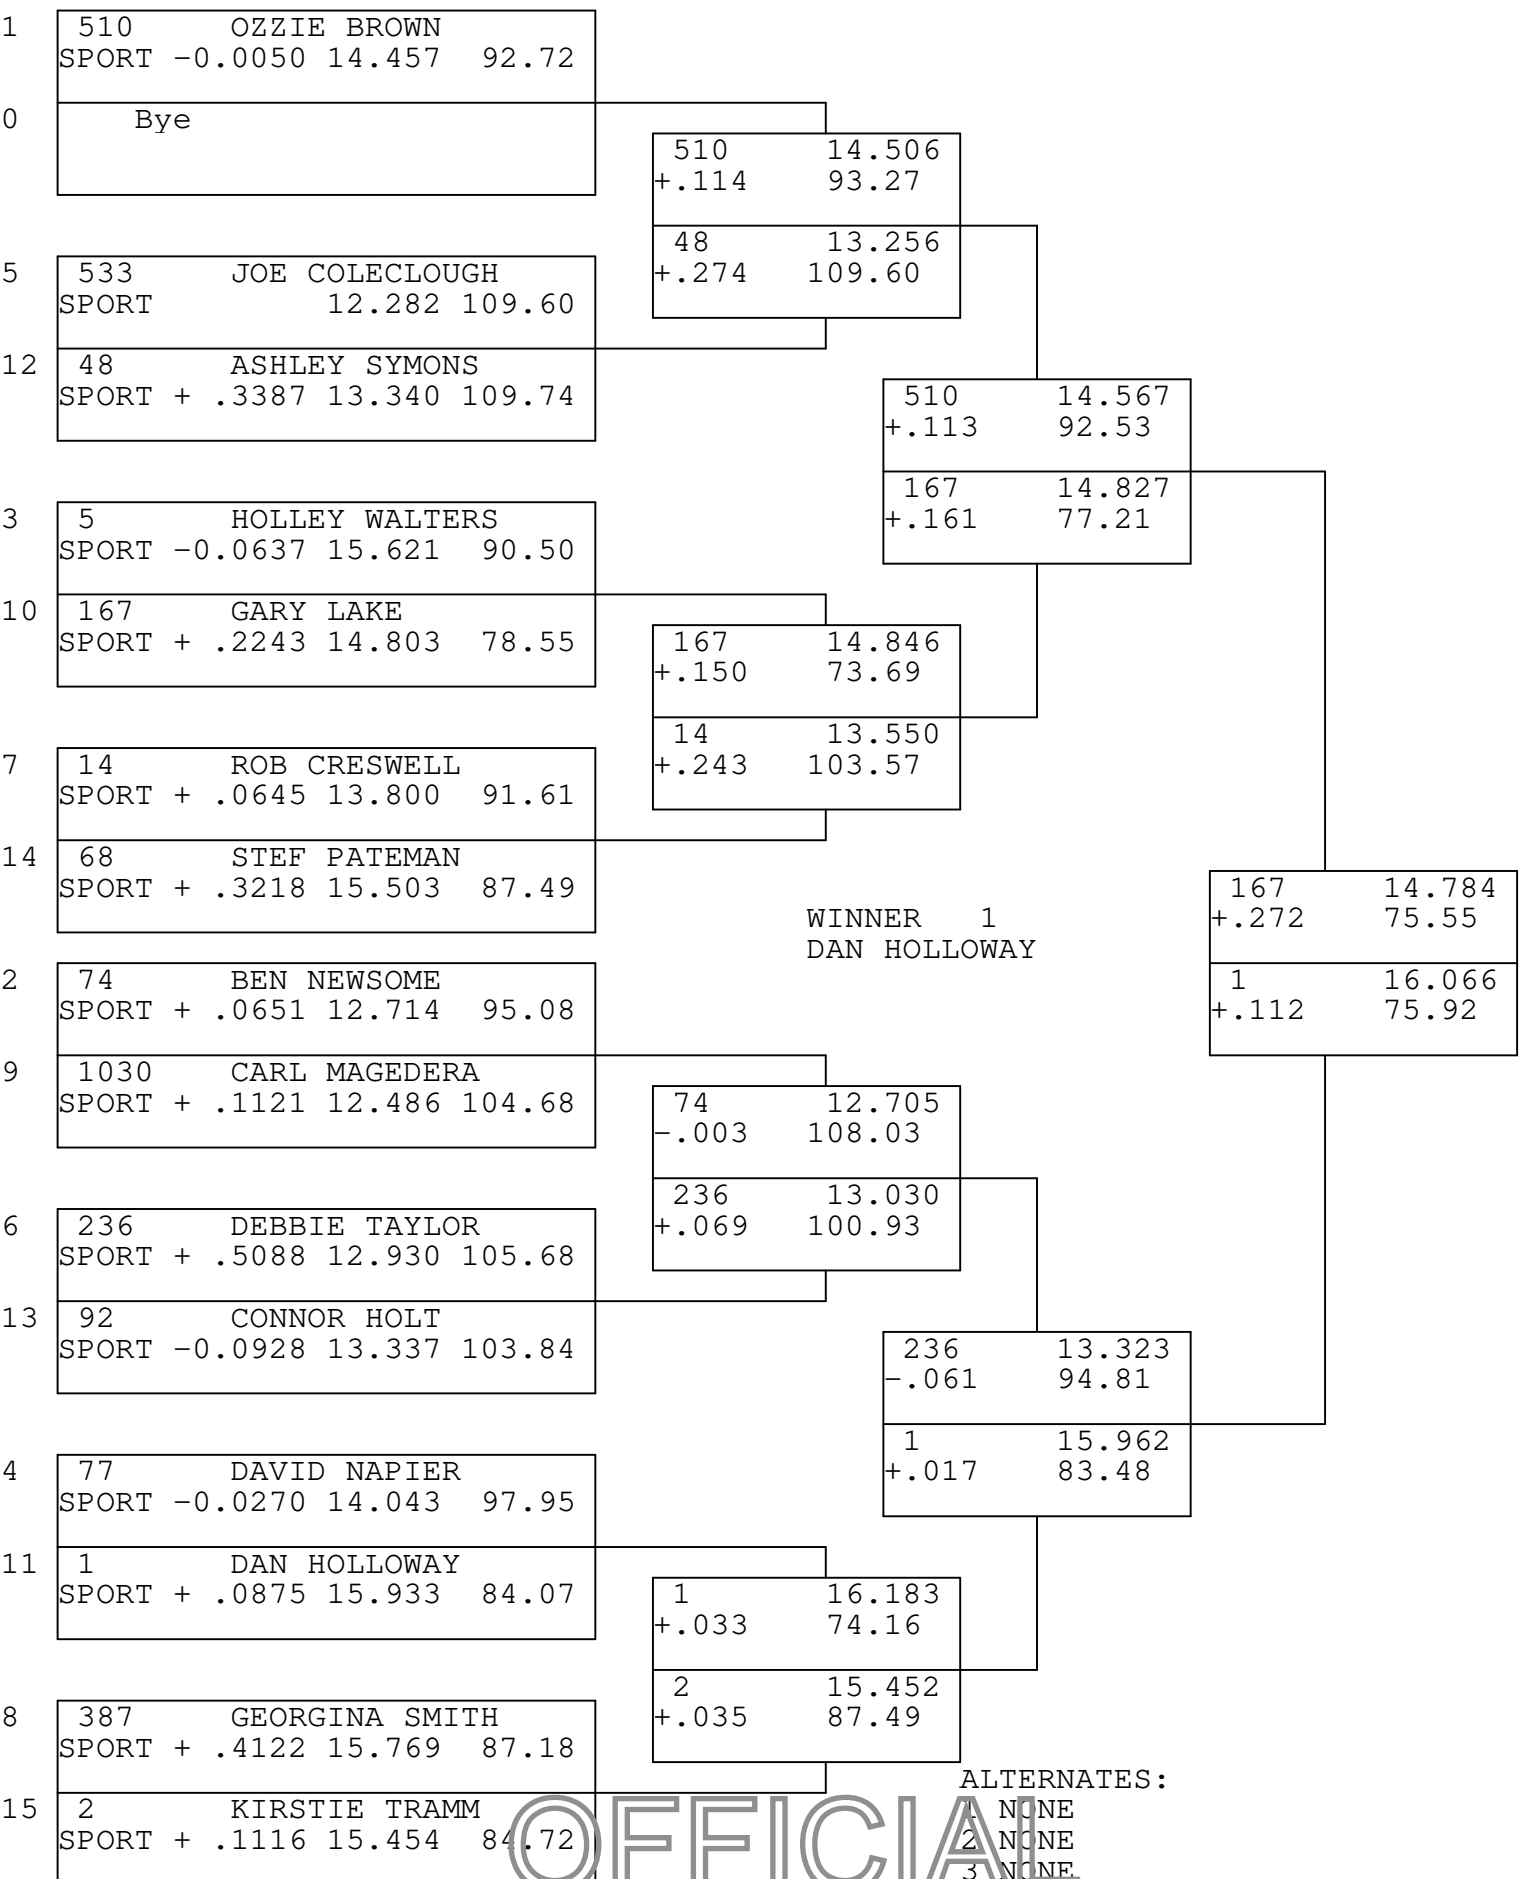 1 510 OZZIE BROWN
SPORT -0.0050 14.457 92.72
0 Bye
5 533 JOE COLECLOUGH
SPORT 12.282 109.60
12 48 ASHLEY SYMONS
SPORT + .3387 13.340 109.74
3 5 HOLLEY WALTERS
SPORT -0.0637 15.621 90.50
10 167 GARY LAKE
SPORT + .2243 14.803 78.55
7 14 ROB CRESWELL
SPORT + .0645 13.800 91.61
14 68 STEF PATEMAN
SPORT + .3218 15.503 87.49
2 74 BEN NEWSOME
SPORT + .0651 12.714 95.08
9 1030 CARL MAGEDERA
SPORT + .1121 12.486 104.68
6 236 DEBBIE TAYLOR
SPORT + .5088 12.930 105.68
13 92 CONNOR HOLT
SPORT -0.0928 13.337 103.84
4 77 DAVID NAPIER
SPORT -0.0270 14.043 97.95
11 1 DAN HOLLOWAY
SPORT + .0875 15.933 84.07
8 387 GEORGINA SMITH
SPORT + .4122 15.769 87.18
15 2 KIRSTIE TRAMM
SPORT + .1116 15.454 84.72
510 14.506
+.114 93.27
48 13.256
+.274 109.60
167 14.846
+.150 73.69
14 13.550
+.243 103.57
74 12.705
-.003 108.03
236 13.030
+.069 100.93
1 16.183
+.033 74.16
2 15.452
+.035 87.49
510 14.567
+.113 92.53
167 14.827
+.161 77.21
236 13.323
-.061 94.81
1 15.962
+.017 83.48
167 14.784
+.272 75.55
1 16.066
+.112 75.92
WINNER 1
DAN HOLLOWAY
ALTERNATES:
1 NONE
2 NONE
3 NONE
OFFICIAL